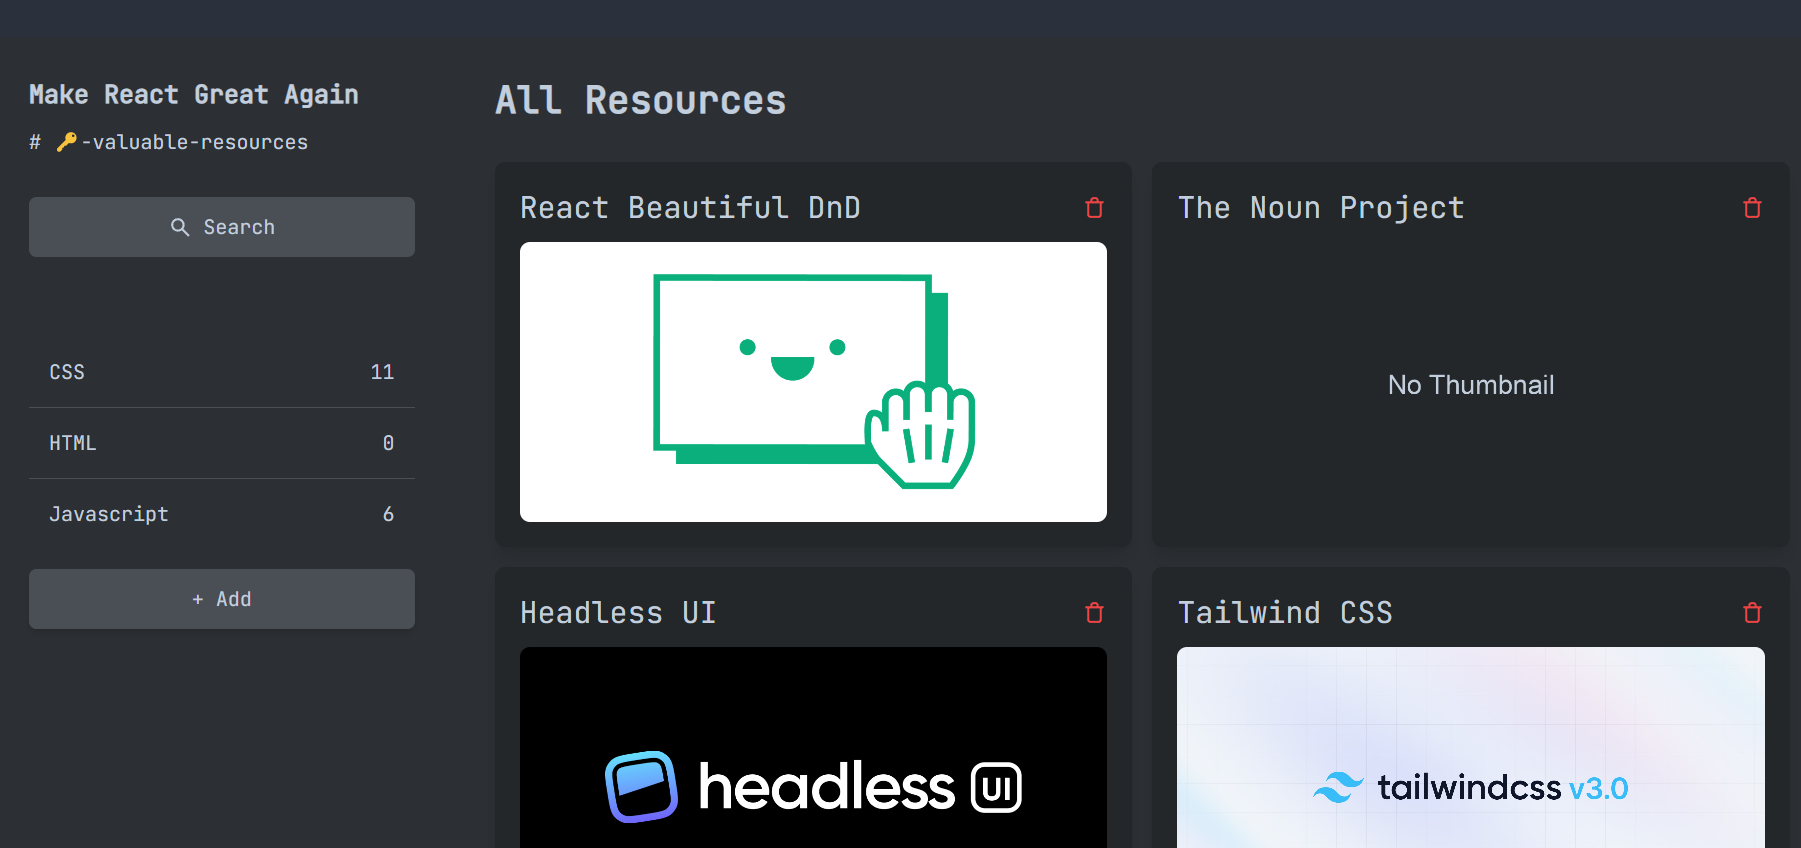 Make React Great Again
# 🔑-valuable-resources
Search
CSS 11
HTML 0
Javascript 6
+ Add
All Resources
React Beautiful DnD
The Noun Project
No Thumbnail
Headless UI
headless UI
Tailwind CSS
tailwindcss v3.0